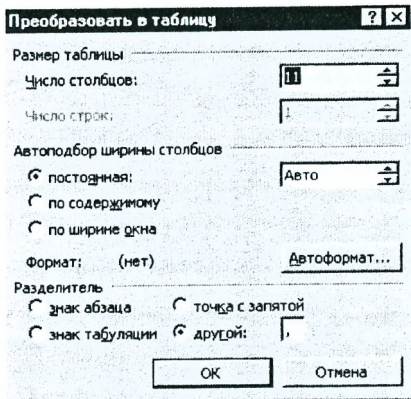 Преобразовать в таблицу
Размер таблицы
Число столбцов: 11
Число строк: 1
Автоподбор ширины столбцов
постоянная: Авто
по содержимому
по ширине окна
Формат: (нет) Автоформат...
Разделитель
знак абзаца точка с запятой
знак табуляции другой: ,
ОК Отмена